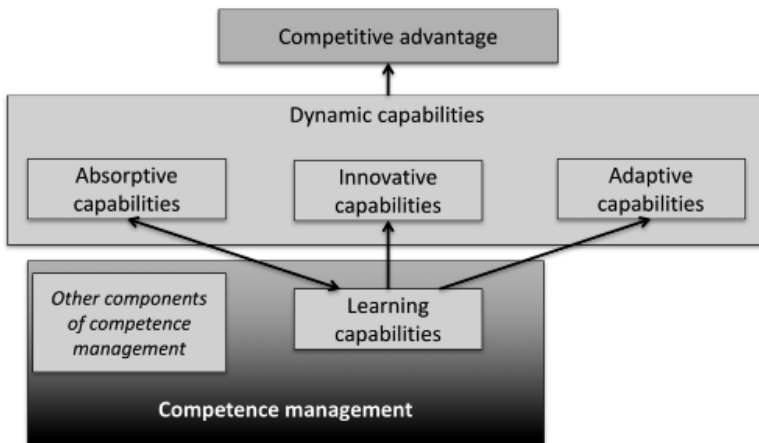 Competitive advantage
Dynamic capabilities
Absorptive
capabilities
Innovative
capabilities
Adaptive
capabilities
Other components
of competence
management
Learning
capabilities
Competence management